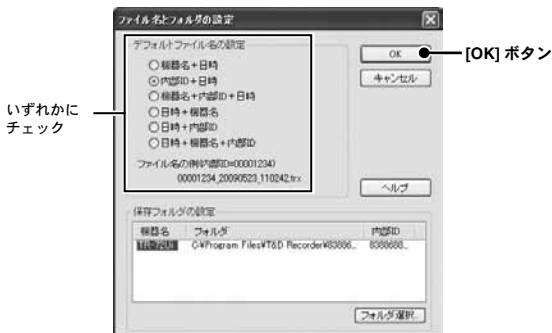 ファイル名とフォルダの設定
デフォルトファイル名の設定
機器名+日時
内部ID+日時
機器名+内部ID+日時
日時+機器名
日時+内部ID
日時+機器名+内部ID
ファイル名の例(内部ID=00001234)
00001234_20090523_110242.trx
OK
キャンセル
ヘルプ
[OK] ボタン
いずれかに
チェック
保存フォルダの設定
機器名 フォルダ 内部ID
TR-72Ui C:¥Program Files¥T&D Recorder¥83886... 8388688...
フォルダ選択...